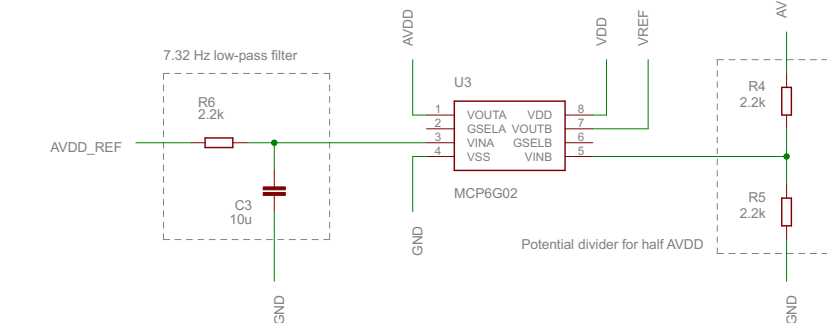 AVDD
VDD
VREF
AV
7.32 Hz low-pass filter
U3
R4
2.2k
R6
2.2k
1 VOUTA VDD 8
2 GSELA VOUTB 7
3 VINA GSELB 6
4 VSS VINB 5
AVDD_REF
MCP6G02
C3
10u
R5
2.2k
GND
Potential divider for half AVDD
GND
GND